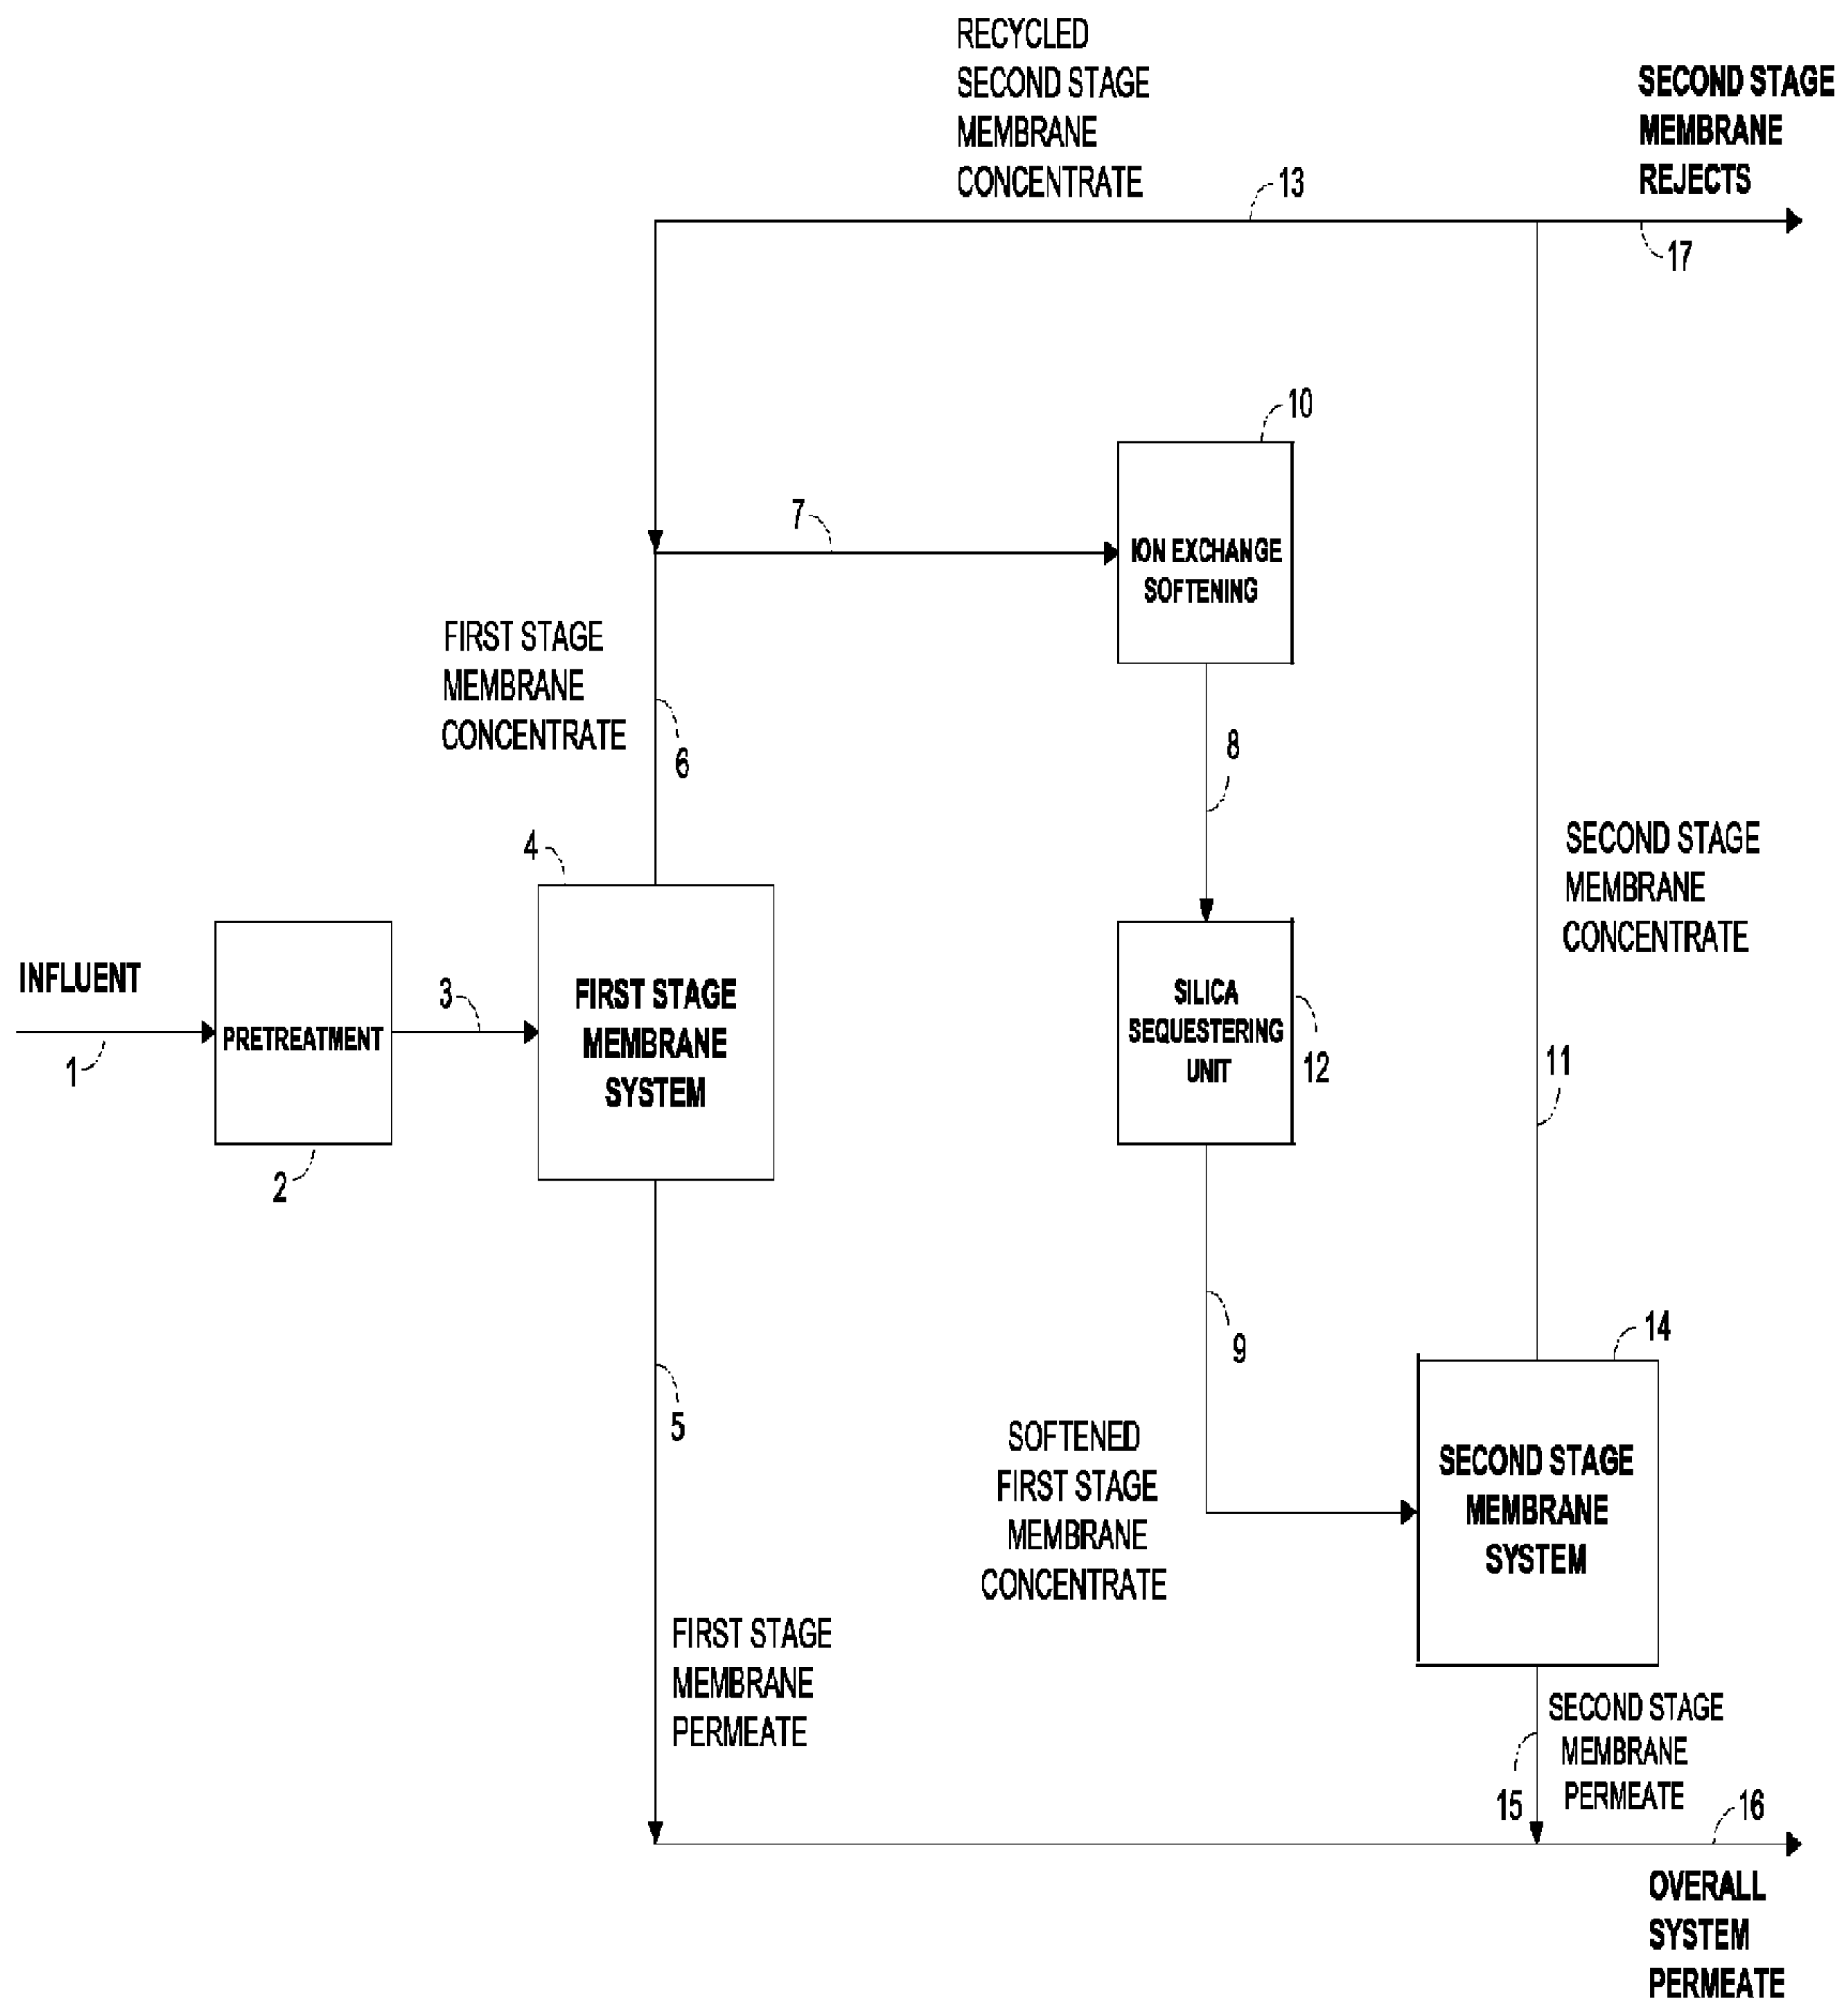 RECYCLED
SECOND STAGE
MEMBRANE
CONCENTRATE
13
SECOND STAGE
MEMBRANE
REJECTS
17
10
7
ION EXCHANGE
SOFTENING
FIRST STAGE
MEMBRANE
CONCENTRATE
6
8
4
SECOND STAGE
MEMBRANE
CONCENTRATE
INFLUENT
1
PRETREATMENT
2
3
FIRST STAGE
MEMBRANE
SYSTEM
SILICA
SEQUESTERING
UNIT
12
11
9
14
5
SOFTENED
FIRST STAGE
MEMBRANE
CONCENTRATE
SECOND STAGE
MEMBRANE
SYSTEM
FIRST STAGE
MEMBRANE
PERMEATE
SECOND STAGE
MEMBRANE
PERMEATE
15
16
OVERALL
SYSTEM
PERMEATE